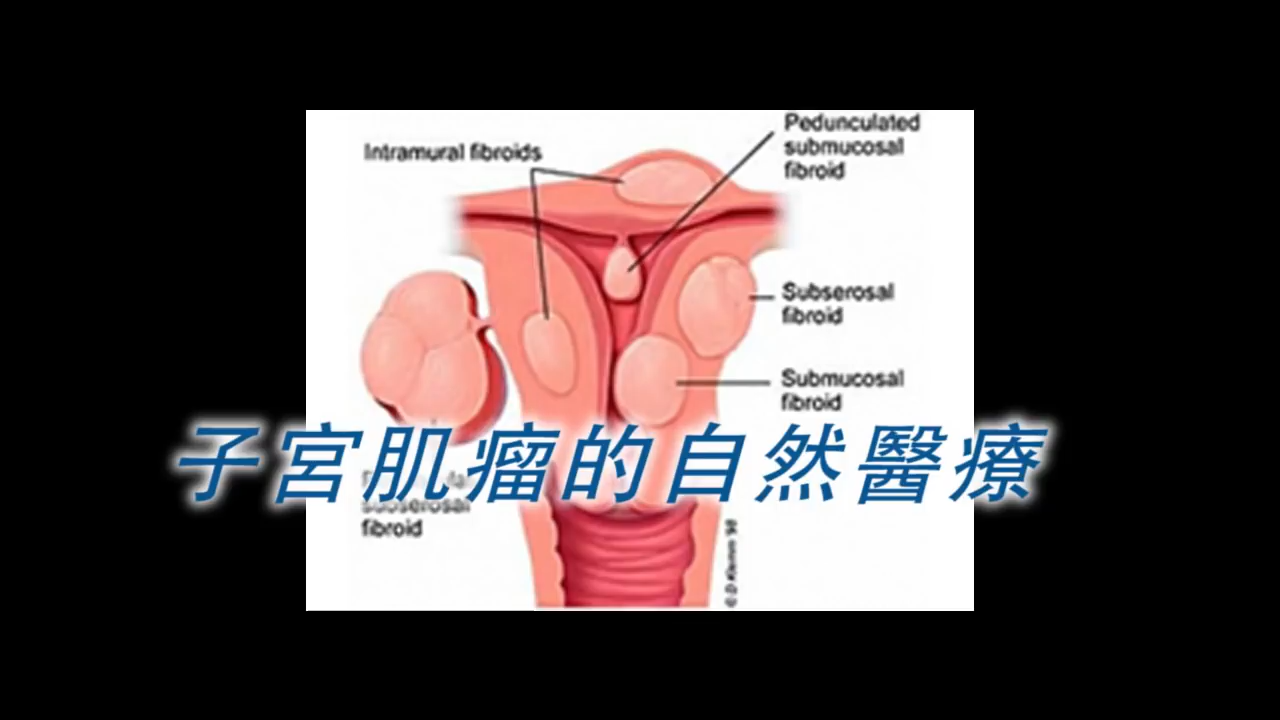 Intramural fibroids
Pedunculated
submucosal
fibroid
Subserosal
fibroid
Submucosal
fibroid
子宮肌瘤的自然醫療
subserosal
fibroid